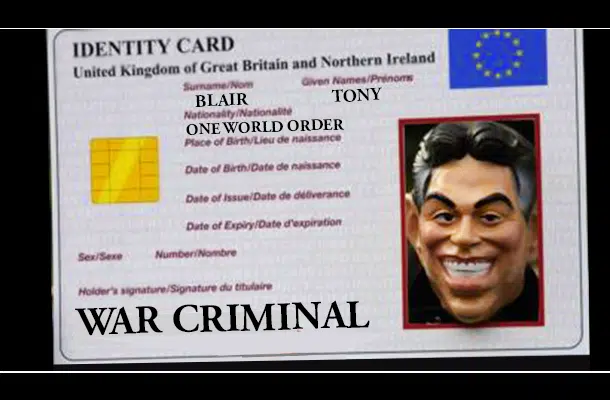 IDENTITY CARD
United Kingdom of Great Britain and Northern Ireland
Surname/Nom Given Names/Prénoms
BLAIR TONY
Nationality/Nationalité
ONE WORLD ORDER
Place of Birth/Lieu de naissance
Date of Birth/Date de naissance
Date of Issue/Date de déliverance
Date of Expiry/Date d'expiration
Sex/Sexe Number/Nombre
Holder's signature/Signature du titulaire
WAR CRIMINAL